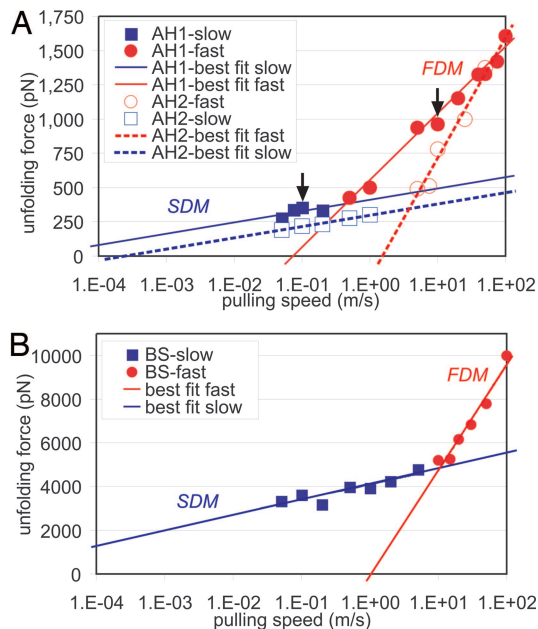 A
1,750
1,500
1,250
1,000
750
500
250
0
unfolding force (pN)
AH1-slow
AH1-fast
AH1-best fit slow
AH1-best fit fast
AH2-fast
AH2-slow
AH2-best fit fast
AH2-best fit slow
FDM
SDM
1.E-04 1.E-03 1.E-02 1.E-01 1.E+00 1.E+01 1.E+02
pulling speed (m/s)
B
10000
8000
6000
4000
2000
0
unfolding force (pN)
BS-slow
BS-fast
best fit fast
best fit slow
FDM
SDM
1.E-04 1.E-03 1.E-02 1.E-01 1.E+00 1.E+01 1.E+02
pulling speed (m/s)